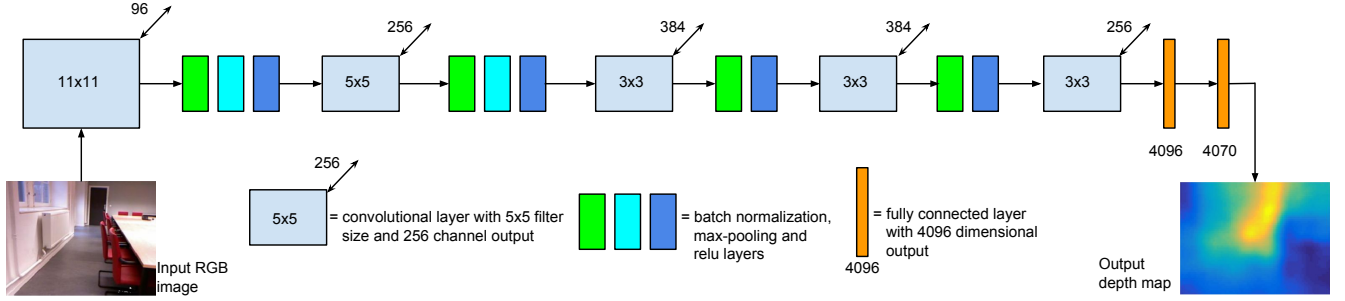 96
256
384
384
256
11x11
5x5
3x3
3x3
3x3
4096
4070
256
5x5
= convolutional layer with 5x5 filter
size and 256 channel output
= batch normalization,
max-pooling and
relu layers
= fully connected layer
with 4096 dimensional
output
4096
Input RGB
image
Output
depth map